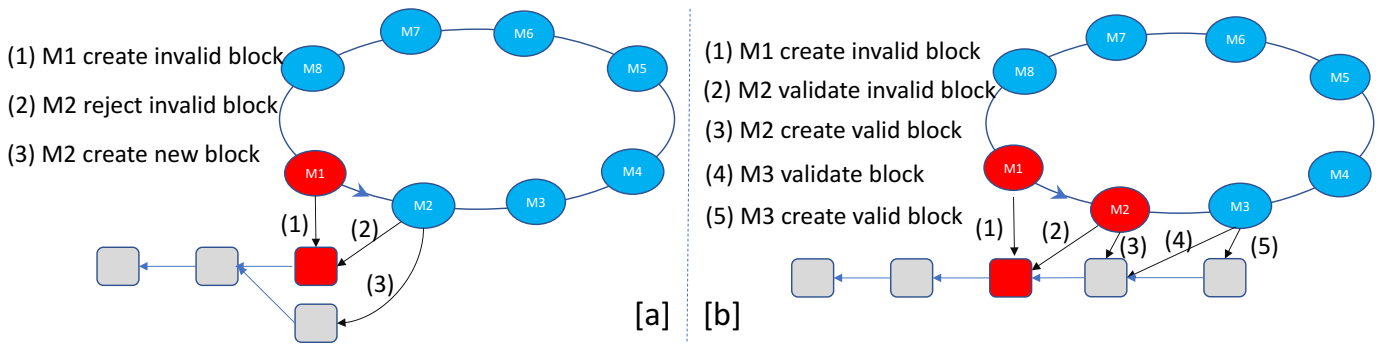 (1) M1 create invalid block
(2) M2 reject invalid block
(3) M2 create new block
M7
M6
M8
M5
M1
M4
M2
M3
(1)
(2)
(3)
[a]
(1) M1 create invalid block
(2) M2 validate invalid block
(3) M2 create valid block
(4) M3 validate block
(5) M3 create valid block
M7
M6
M8
M5
M1
M4
M2
M3
(1)
(2)
(3)
(4)
(5)
[b]